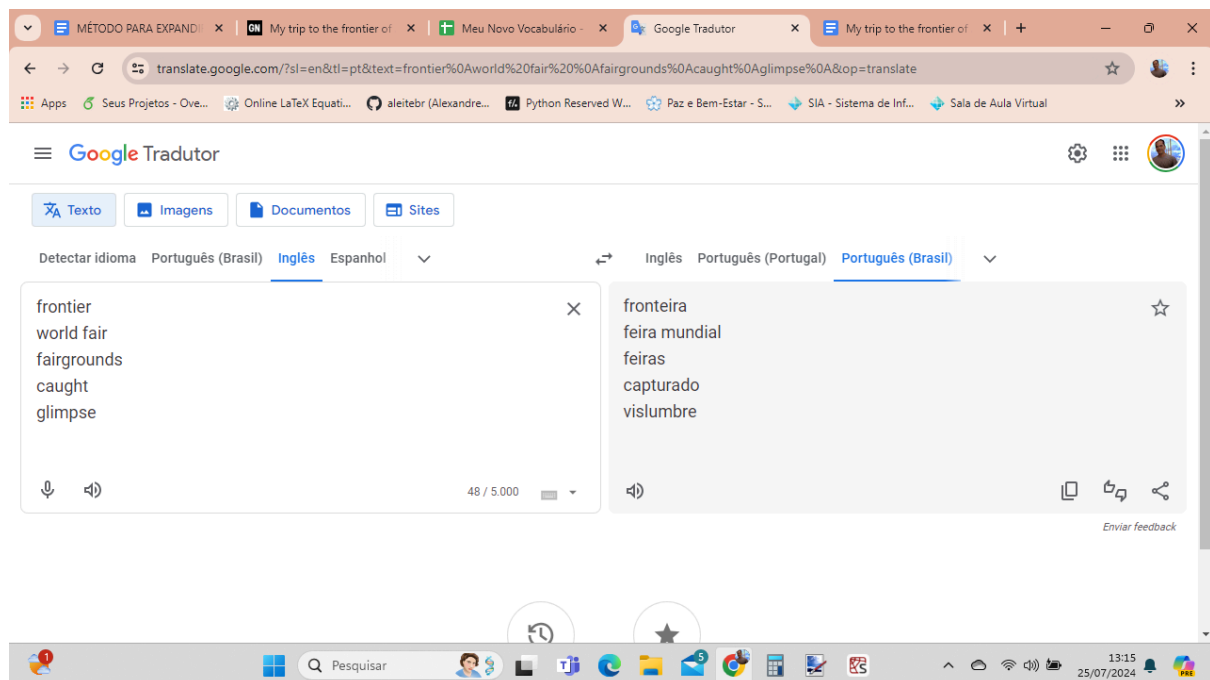 MÉTODO PARA EXPANDI
GN My trip to the frontier of
Meu Novo Vocabulário -
Google Tradutor
My trip to the frontier of
translate.google.com/?sl=en&tl=pt&text=frontier%0Aworld%20fair%20%0Afairgrounds%0Acaught%0Aglimpse%0A&op=translate
Apps Seus Projetos - Ove... Online LaTeX Equati... aleitebr (Alexandre... Python Reserved W... Paz e Bem-Estar - S... SIA - Sistema de Inf... Sala de Aula Virtual »
Google Tradutor
Texto Imagens Documentos Sites
Detectar idioma Português (Brasil) Inglês Espanhol
Inglês Português (Portugal) Português (Brasil)
frontier
world fair
fairgrounds
caught
glimpse
48 / 5.000
fronteira
feira mundial
feiras
capturado
vislumbre
Enviar feedback
1
Pesquisar
5
13:15
25/07/2024
PRE